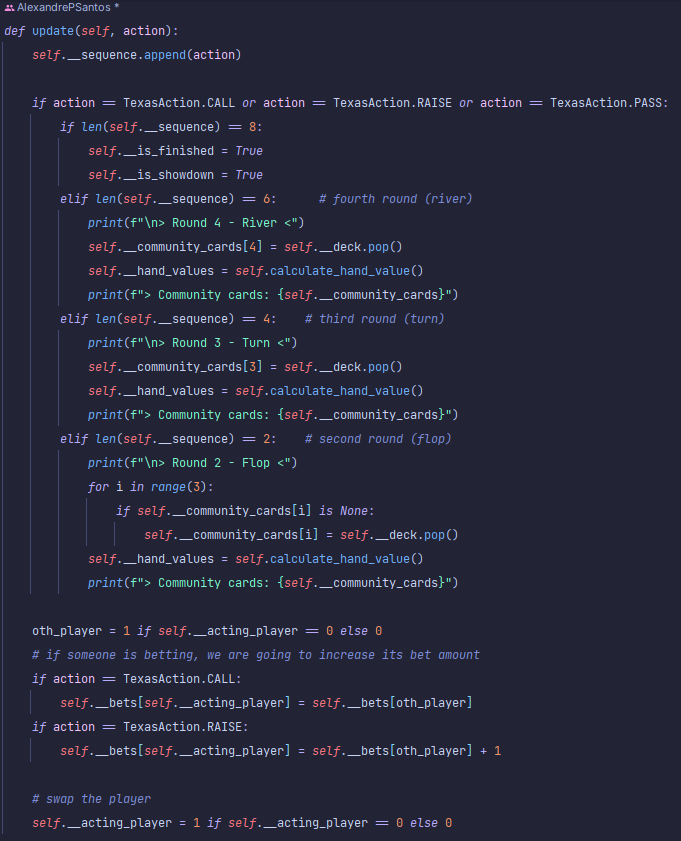 AlexandrePSantos *
def update(self, action):
    self.__sequence.append(action)

    if action == TexasAction.CALL or action == TexasAction.RAISE or action == TexasAction.PASS:
        if len(self.__sequence) == 8:
            self.__is_finished = True
            self.__is_showdown = True
        elif len(self.__sequence) == 6:      # fourth round (river)
            print(f"\n> Round 4 - River <")
            self.__community_cards[4] = self.__deck.pop()
            self.__hand_values = self.calculate_hand_value()
            print(f"> Community cards: {self.__community_cards}")
        elif len(self.__sequence) == 4:    # third round (turn)
            print(f"\n> Round 3 - Turn <")
            self.__community_cards[3] = self.__deck.pop()
            self.__hand_values = self.calculate_hand_value()
            print(f"> Community cards: {self.__community_cards}")
        elif len(self.__sequence) == 2:    # second round (flop)
            print(f"\n> Round 2 - Flop <")
            for i in range(3):
                if self.__community_cards[i] is None:
                    self.__community_cards[i] = self.__deck.pop()
            self.__hand_values = self.calculate_hand_value()
            print(f"> Community cards: {self.__community_cards}")

    oth_player = 1 if self.__acting_player == 0 else 0
    # if someone is betting, we are going to increase its bet amount
    if action == TexasAction.CALL:
        self.__bets[self.__acting_player] = self.__bets[oth_player]
    if action == TexasAction.RAISE:
        self.__bets[self.__acting_player] = self.__bets[oth_player] + 1

    # swap the player
    self.__acting_player = 1 if self.__acting_player == 0 else 0